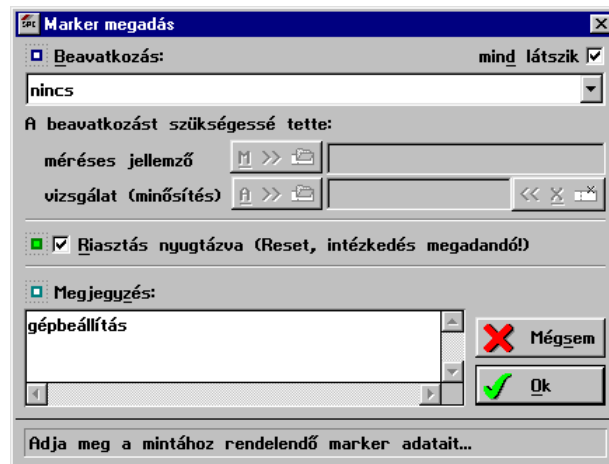 SPC Marker megadás
Beavatkozás: mind látszik
nincs
A beavatkozást szükségessé tette:
méréses jellemző M >>
vizsgálat (minősítés) A >> << X
Riasztás nyugtázva (Reset, intézkedés megadandó!)
Megjegyzés:
gépbeállítás
Mégsem
Ok
Adja meg a mintához rendelendő marker adatait...